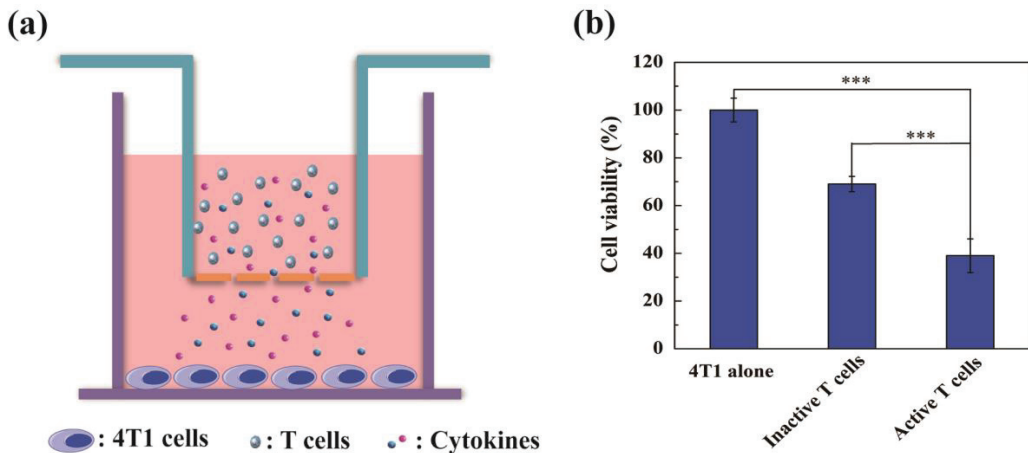 (a)
: 4T1 cells
: T cells
: Cytokines
(b)
Cell viability (%)
120
100
80
60
40
20
0
***
***
4T1 alone
Inactive T cells
Active T cells